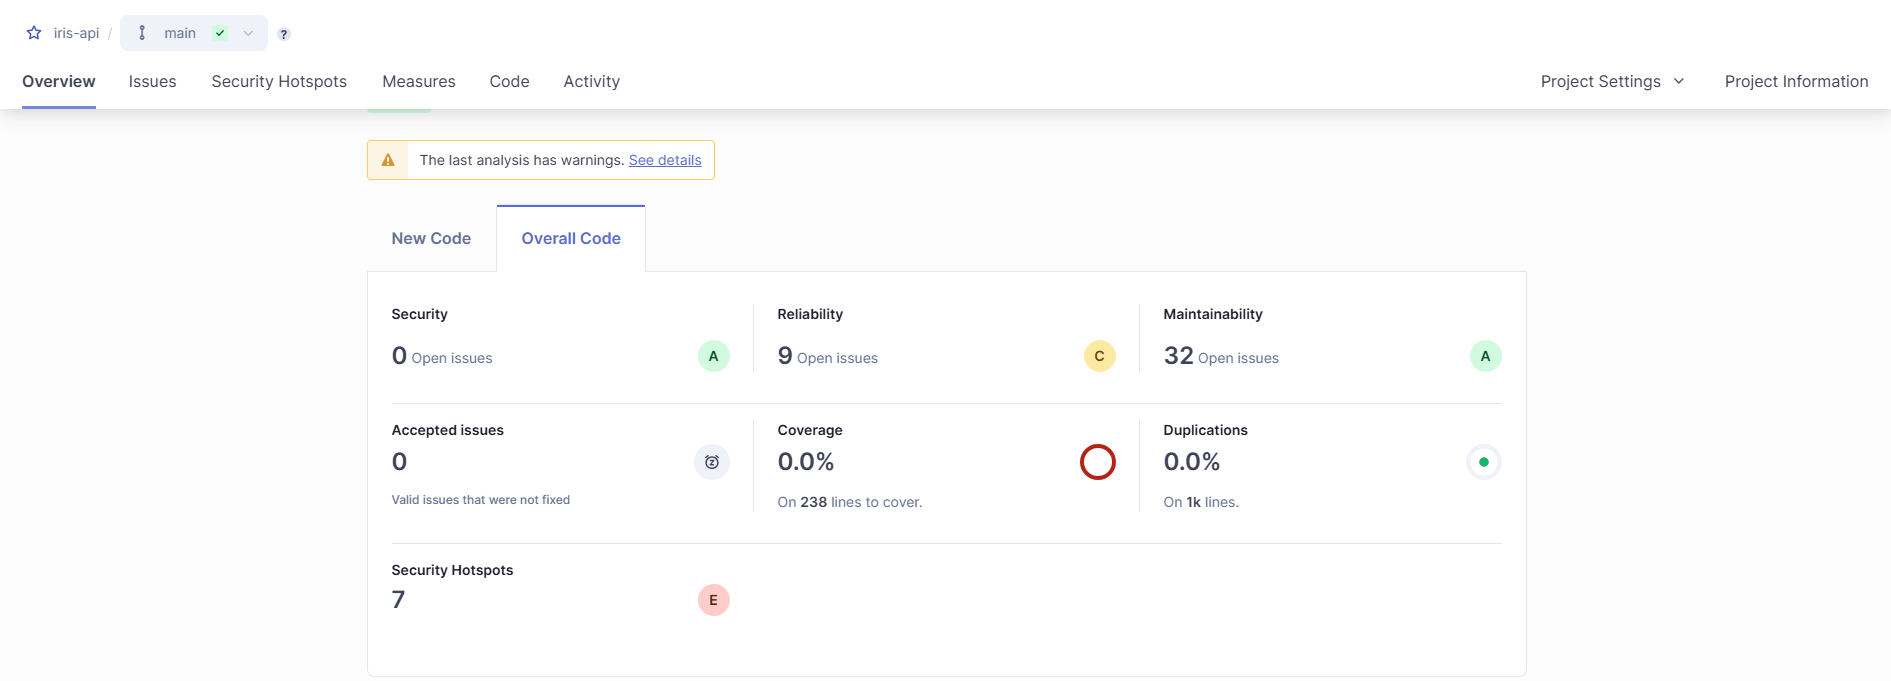 iris-api / main ?
Overview Issues Security Hotspots Measures Code Activity Project Settings Project Information
The last analysis has warnings. See details
New Code Overall Code
Security Reliability Maintainability
0 Open issues A 9 Open issues C 32 Open issues A
Accepted issues Coverage Duplications
0 0.0% 0.0%
Valid issues that were not fixed On 238 lines to cover. On 1k lines.
Security Hotspots
7 E